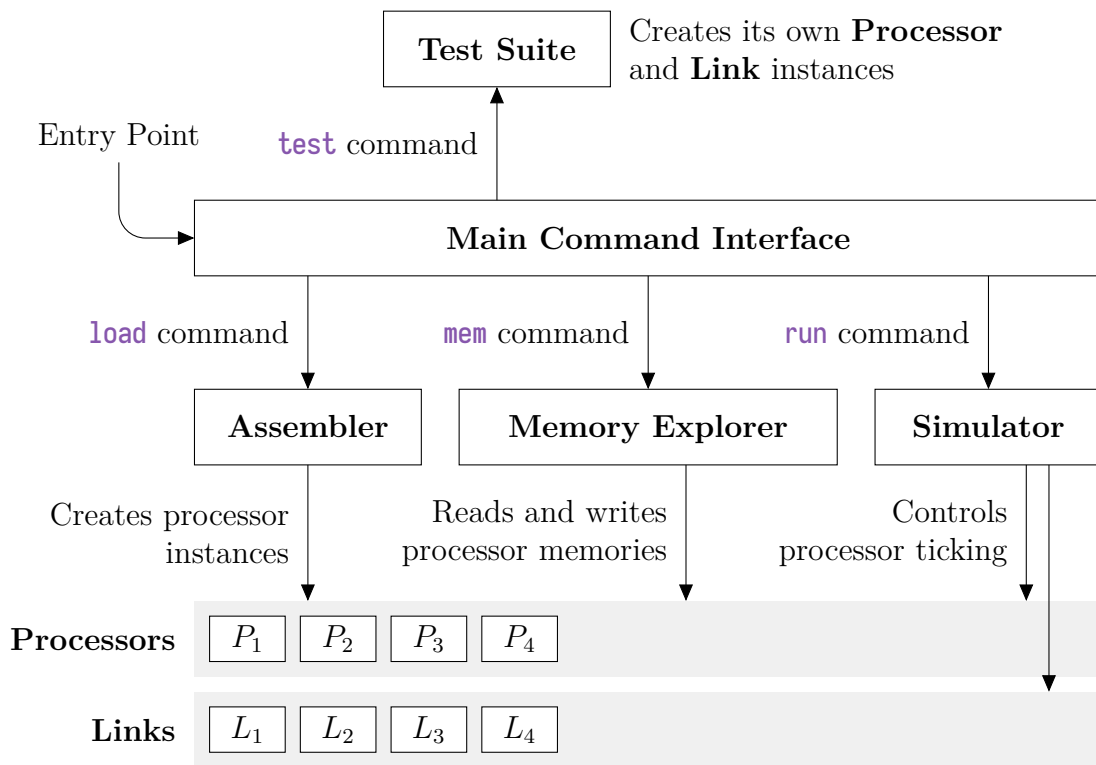 Test Suite
Creates its own Processor
and Link instances
Entry Point
test command
Main Command Interface
load command
mem command
run command
Assembler
Memory Explorer
Simulator
Creates processor
instances
Reads and writes
processor memories
Controls
processor ticking
Processors
P1 P2 P3 P4
Links
L1 L2 L3 L4